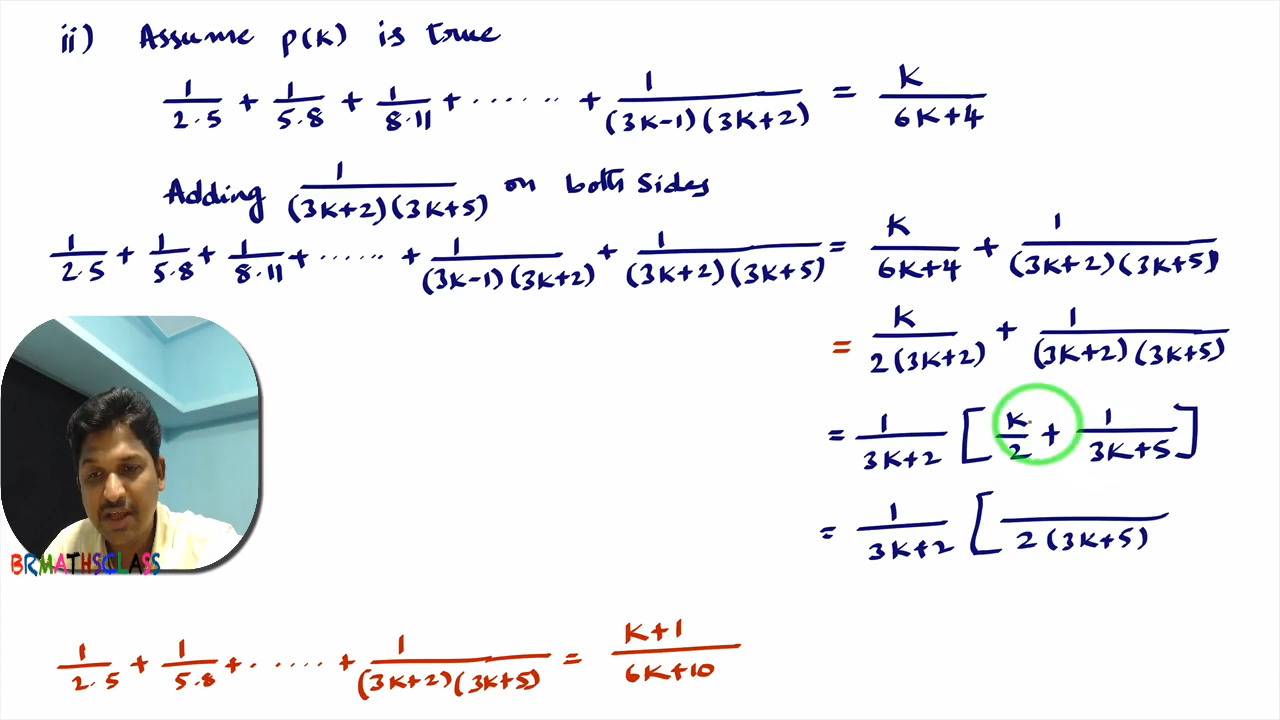 ii) Assume P(K) is true
1/2·5 + 1/5·8 + 1/8·11 + ...... + 1/(3K-1)(3K+2) = K/6K+4
Adding 1/(3K+2)(3K+5) on both sides
1/2·5 + 1/5·8 + 1/8·11 + ...... + 1/(3K-1)(3K+2) + 1/(3K+2)(3K+5) = K/6K+4 + 1/(3K+2)(3K+5)
= K/2(3K+2) + 1/(3K+2)(3K+5)
= 1/3K+2 [K/2 + 1/3K+5]
= 1/3K+2 [ /2(3K+5)
BRMATHSCLASS
1/2·5 + 1/5·8 + ..... + 1/(3K+2)(3K+5) = K+1/6K+10